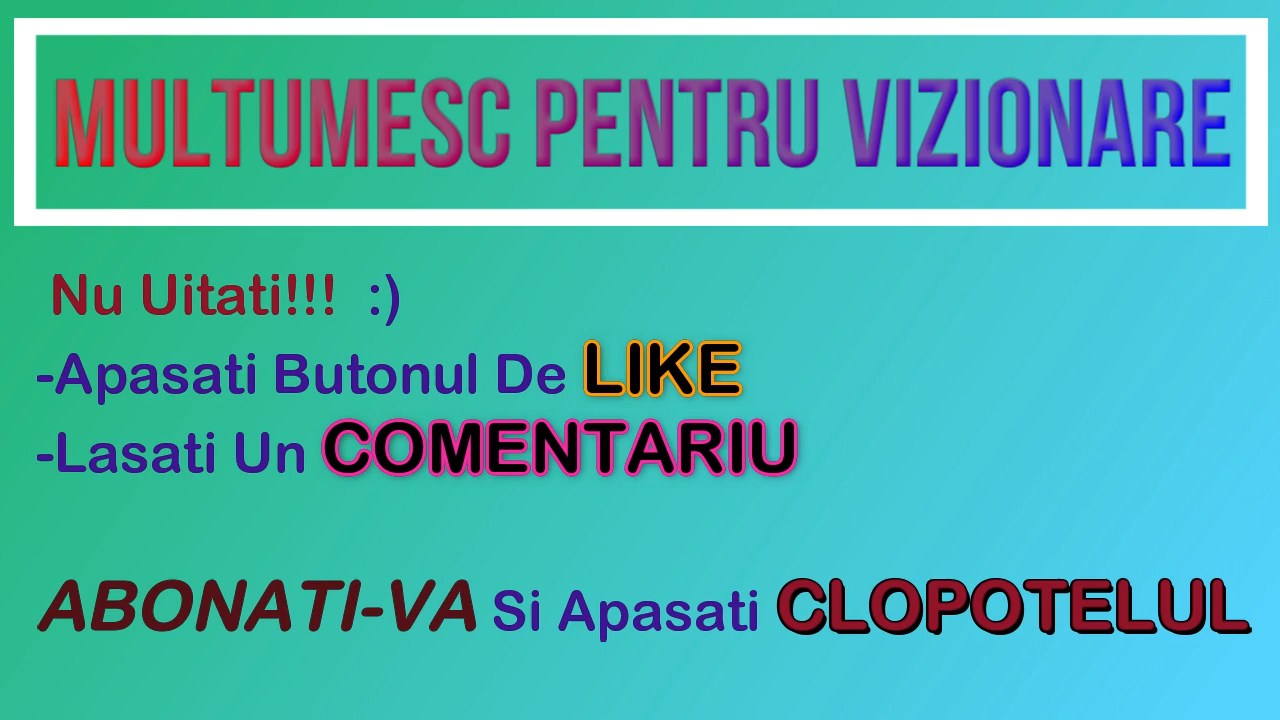 MULTUMESC PENTRU VIZIONARE
Nu Uitati!!! :)
-Apasati Butonul De LIKE
-Lasati Un COMENTARIU
ABONATI-VA Si Apasati CLOPOTELUL